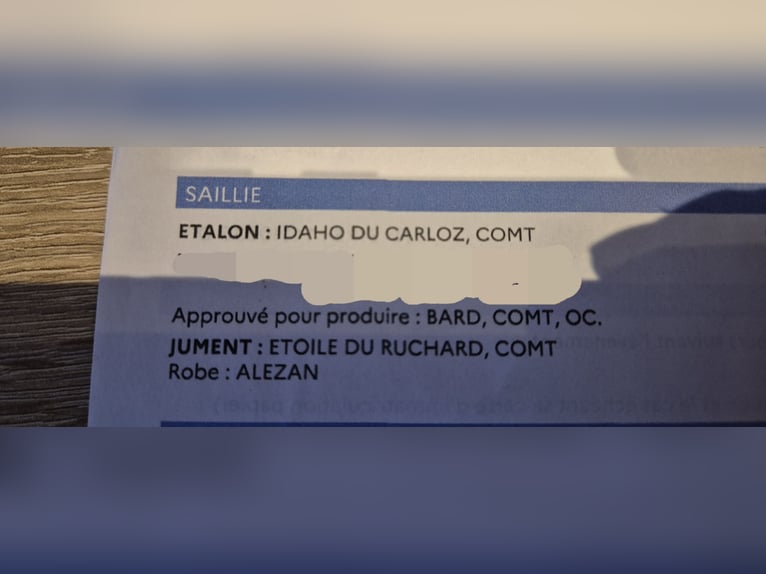 SAILLIE
ETALON : IDAHO DU CARLOZ, COMT
Approuvé pour produire : BARD, COMT, OC.
JUMENT : ETOILE DU RUCHARD, COMT
Robe : ALEZAN